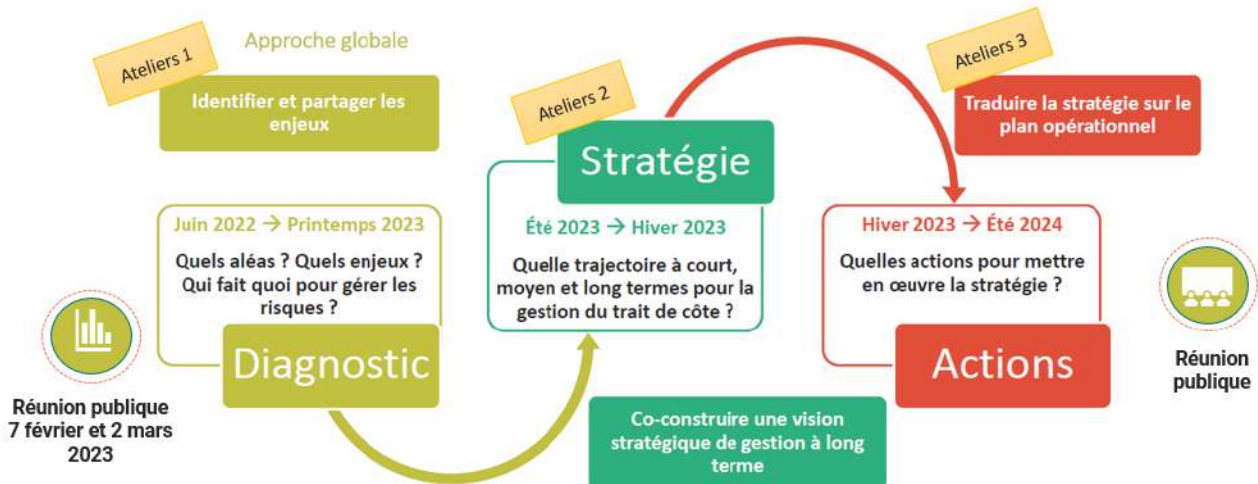 Ateliers 1
Approche globale
Identifier et partager les
enjeux
Juin 2022 → Printemps 2023
Quels aléas ? Quels enjeux ?
Qui fait quoi pour gérer les
risques ?
Diagnostic
Réunion publique
7 février et 2 mars
2023
Ateliers 2
Stratégie
Été 2023 → Hiver 2023
Quelle trajectoire à court,
moyen et long termes pour la
gestion du trait de côte ?
Co-construire une vision
stratégique de gestion à long
terme
Ateliers 3
Traduire la stratégie sur le
plan opérationnel
Hiver 2023 → Été 2024
Quelles actions pour mettre
en œuvre la stratégie ?
Actions
Réunion
publique